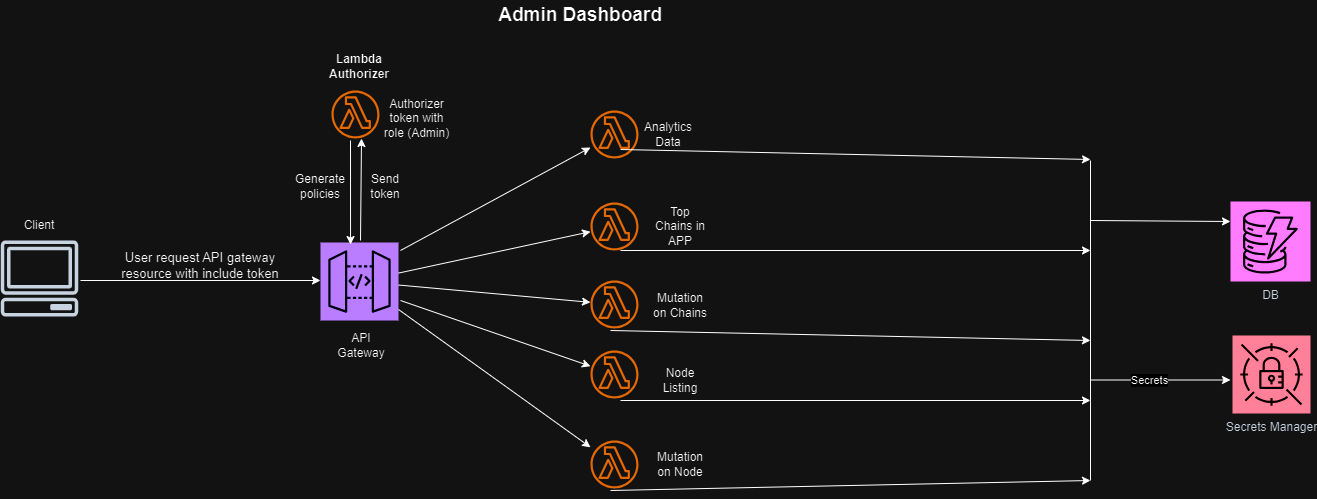 Admin Dashboard
Lambda
Authorizer
Authorizer
token with
role (Admin)
Generate
policies
Send
token
Client
User request API gateway
resource with include token
</>
API
Gateway
Analytics
Data
Top
Chains in
APP
Mutation
on Chains
Node
Listing
Mutation
on Node
DB
Secrets
Secrets Manager